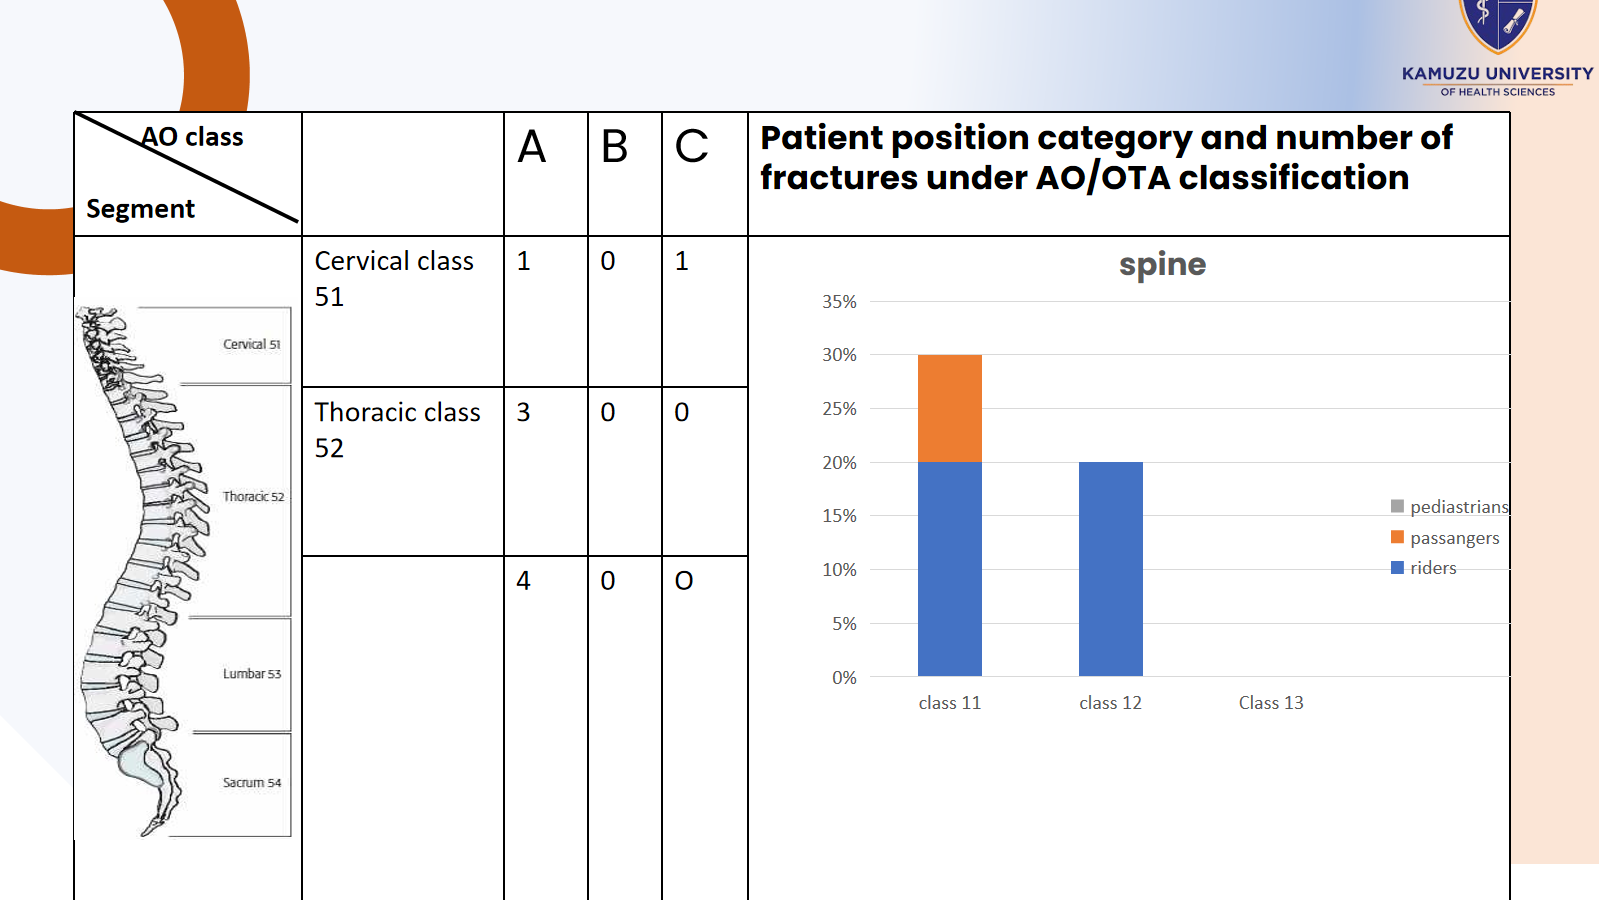 KAMUZU UNIVERSITY
OF HEALTH SCIENCES
AO class
Segment
A
B
C
Patient position category and number of
fractures under AO/OTA classification
Cervical class
51
1
0
1
Thoracic class
52
3
0
0
4
0
O
Cervical 51
Thoracic 52
Lumbar 53
Sacrum 54
spine
35%
30%
25%
20%
15%
10%
5%
0%
class 11
class 12
Class 13
pediastrians
passangers
riders